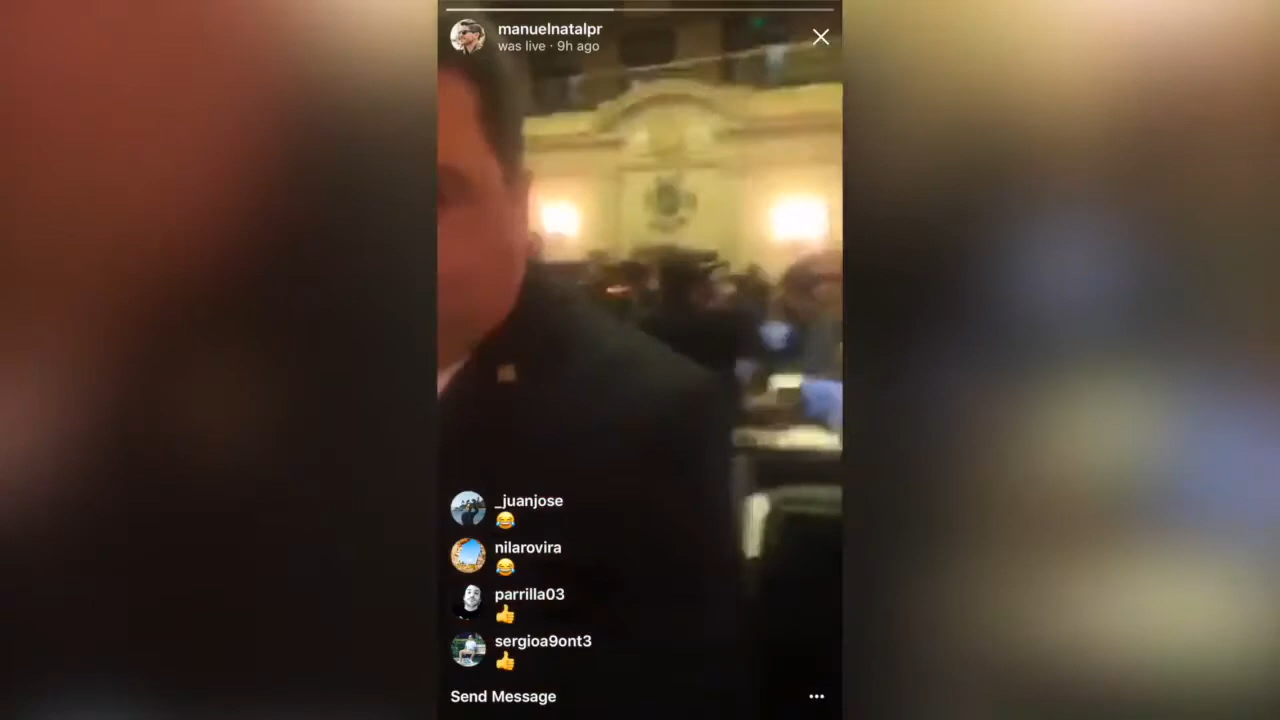 manuelnatalpr
was live · 9h ago
_juanjose
😂
nilarovira
😂
parrilla03
👍
sergioa9ont3
👍
Send Message